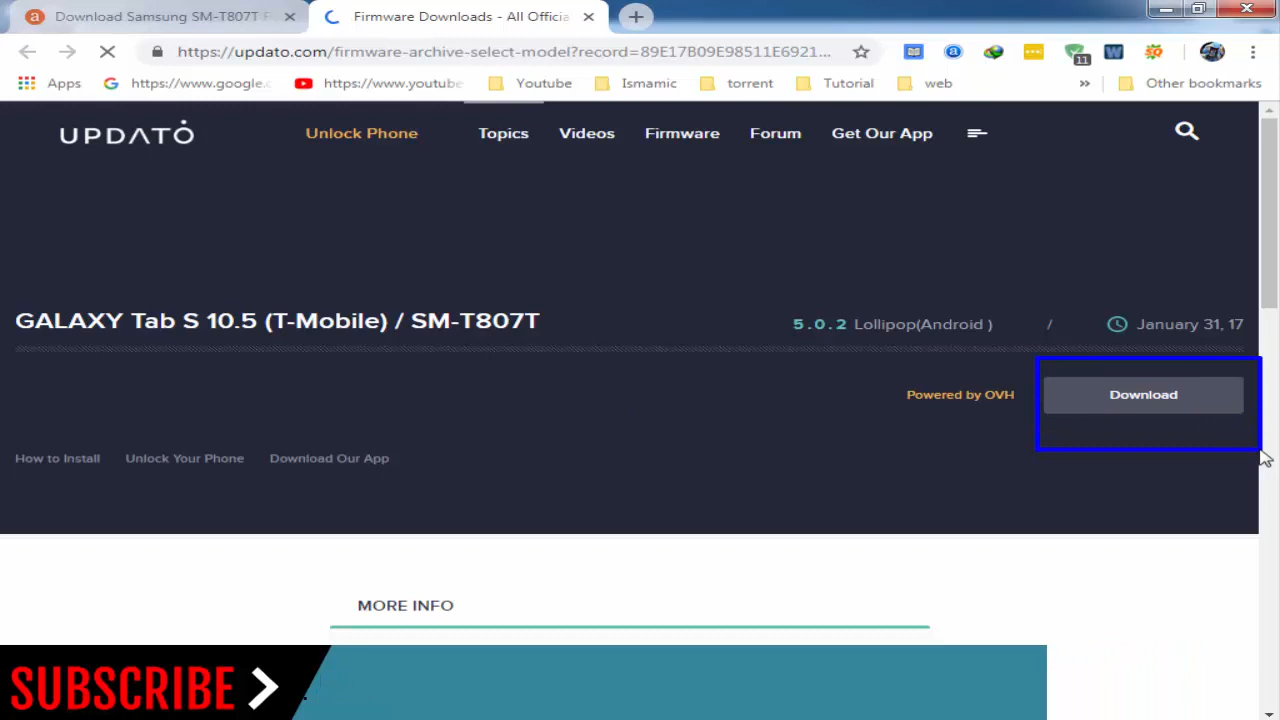 Download Samsung SM-T807T F
Firmware Downloads - All Officia
https://updato.com/firmware-archive-select-model?record=89E17B09E98511E6921...
11
W
Apps
https://www.google.c
https://www.youtube
Youtube
Ismamic
torrent
Tutorial
web
»
Other bookmarks
UPDATO
Unlock Phone
Topics
Videos
Firmware
Forum
Get Our App
GALAXY Tab S 10.5 (T-Mobile) / SM-T807T
5.0.2 Lollipop(Android ) / January 31, 17
Powered by OVH
Download
How to Install
Unlock Your Phone
Download Our App
MORE INFO
SUBSCRIBE